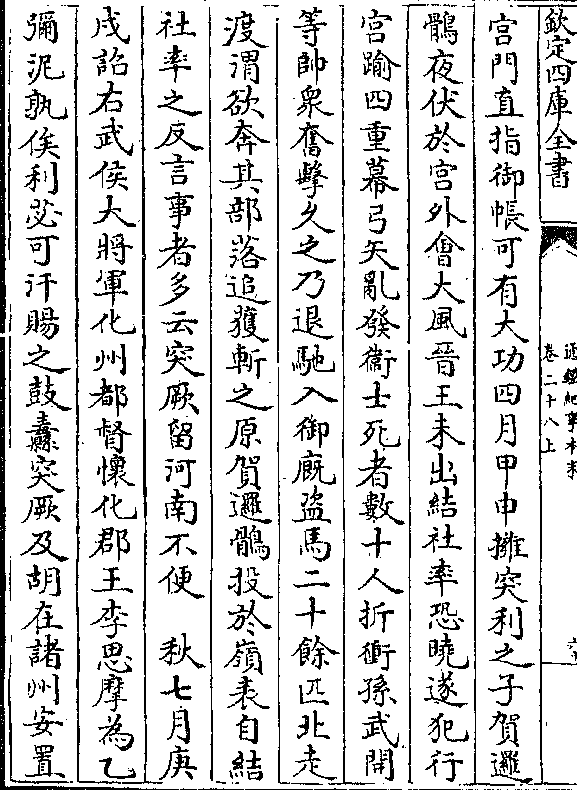 欽定四庫全書
通鑑紀事本末
卷二十八上
宮門直指御帳可有大功四月甲申擁突利之子賀邏
鶻夜伏於宮外會大風晉王未出結社率恐曉遂犯行
宮踰四重幕弓矢亂發衛士死者數十人折衝孫武開
等帥衆奮擊久之乃退馳入御廐盜馬二十餘匹北走
渡渭欲奔其部落追獲斬之原賀邏鶻投於嶺表自結
社率之反言事者多云突厥留河南不便　秋七月庚
戌詔右武侯大將軍化州都督懷化郡王李思摩為乙
彌泥孰俟利苾可汗賜之鼓纛突厥及胡在諸州安置